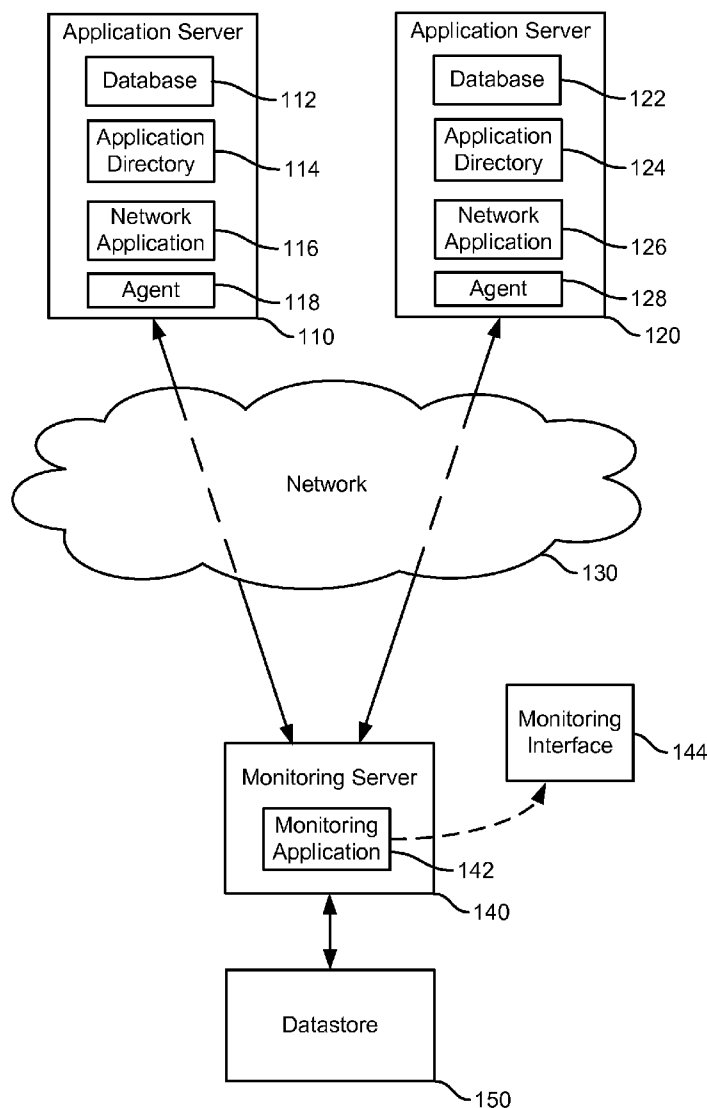 Application Server
Database
112
Application
Directory
114
Network
Application
116
Agent
118
110
Application Server
Database
122
Application
Directory
124
Network
Application
126
Agent
128
120
Network
130
Monitoring Server
Monitoring
Application
142
140
Monitoring
Interface
144
Datastore
150